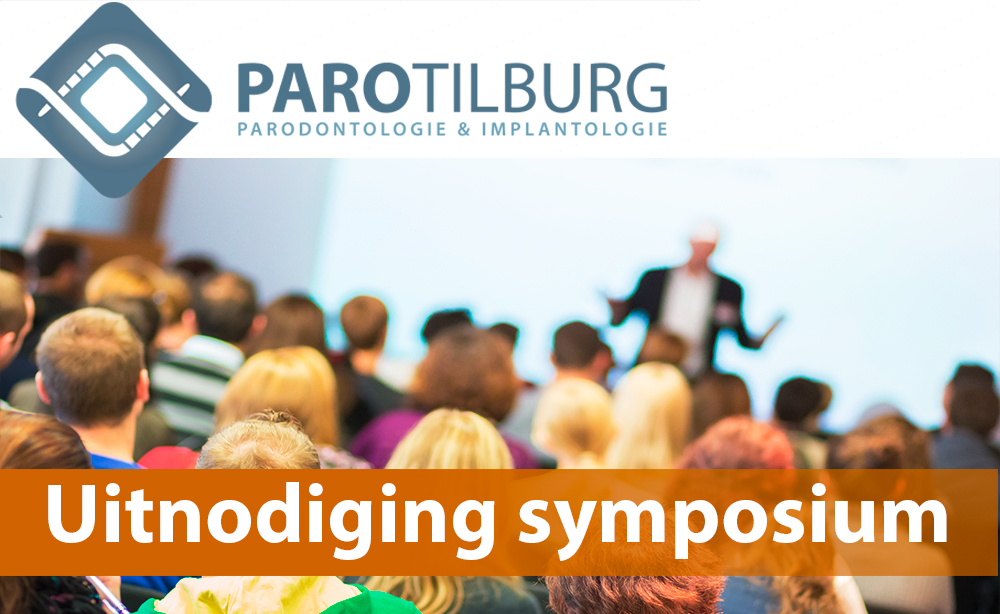 PAROTILBURG
PARODONTOLOGIE & IMPLANTOLOGIE
Uitnodiging symposium